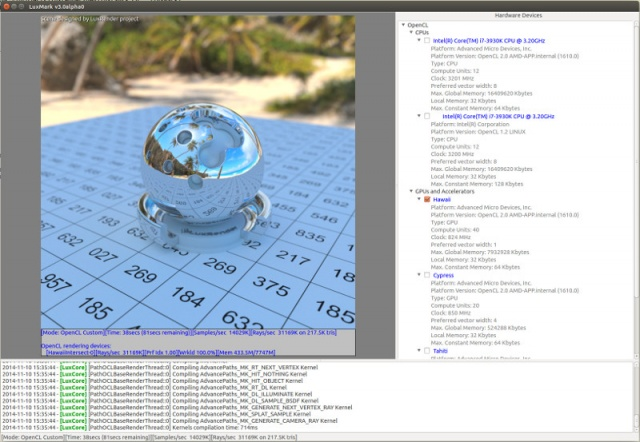 LuxMark v3.0alpha0
Scene designed by LuxRender project
[Mode: OpenCL Custom][Time: 38secs (81secs remaining)][Samples/sec 14029K][Rays/sec 31169K on 217.5K tris]
OpenCL rendering devices:
[HawaiiIntersect:0][Rays/sec 31169K][Prf Idx 1.00][Wrkld 100.0%][Mem 433.5M/7747M]
Hardware Devices
OpenCL
CPUs
Intel(R) Core(TM) i7-3930K CPU @ 3.20GHz
Platform: Advanced Micro Devices, Inc.
Platform Version: OpenCL 2.0 AMD-APP.internal (1610.0)
Type: CPU
Compute Units: 12
Clock: 3201 MHz
Preferred vector width: 8
Max. Global Memory: 16409620 Kbytes
Local Memory: 32 Kbytes
Max. Constant Memory: 64 Kbytes
Intel(R) Core(TM) i7-3930K CPU @ 3.20GHz
Platform: Intel(R) Corporation
Platform Version: OpenCL 1.2 LINUX
Type: CPU
Compute Units: 12
Clock: 3200 MHz
Preferred vector width: 8
Max. Global Memory: 16409620 Kbytes
Local Memory: 32 Kbytes
Max. Constant Memory: 128 Kbytes
GPUs and Accelerators
Hawaii
Platform: Advanced Micro Devices, Inc.
Platform Version: OpenCL 2.0 AMD-APP.internal (1610.0)
Type: GPU
Compute Units: 40
Clock: 824 MHz
Preferred vector width: 1
Max. Global Memory: 7932928 Kbytes
Local Memory: 32 Kbytes
Max. Constant Memory: 64 Kbytes
Cypress
Platform: Advanced Micro Devices, Inc.
Platform Version: OpenCL 2.0 AMD-APP.internal (1610.0)
Type: GPU
Compute Units: 20
Clock: 850 MHz
Preferred vector width: 4
Max. Global Memory: 524288 Kbytes
Local Memory: 32 Kbytes
Max. Constant Memory: 64 Kbytes
Tahiti
Platform: Advanced Micro Devices, Inc.
2014-11-10 15:35:44 - [LuxCore] [PathOCLBaseRenderThread:0] Compiling AdvancePaths_MK_RT_NEXT_VERTEX Kernel
2014-11-10 15:35:44 - [LuxCore] [PathOCLBaseRenderThread:0] Compiling AdvancePaths_MK_HIT_NOTHING Kernel
2014-11-10 15:35:44 - [LuxCore] [PathOCLBaseRenderThread:0] Compiling AdvancePaths_MK_HIT_OBJECT Kernel
2014-11-10 15:35:44 - [LuxCore] [PathOCLBaseRenderThread:0] Compiling AdvancePaths_MK_RT_DL Kernel
2014-11-10 15:35:44 - [LuxCore] [PathOCLBaseRenderThread:0] Compiling AdvancePaths_MK_DL_ILLUMINATE Kernel
2014-11-10 15:35:44 - [LuxCore] [PathOCLBaseRenderThread:0] Compiling AdvancePaths_MK_DL_SAMPLE_BSDF Kernel
2014-11-10 15:35:44 - [LuxCore] [PathOCLBaseRenderThread:0] Compiling AdvancePaths_MK_GENERATE_NEXT_VERTEX_RAY Kernel
2014-11-10 15:35:44 - [LuxCore] [PathOCLBaseRenderThread:0] Compiling AdvancePaths_MK_SPLAT_SAMPLE Kernel
2014-11-10 15:35:44 - [LuxCore] [PathOCLBaseRenderThread:0] Compiling AdvancePaths_MK_GENERATE_CAMERA_RAY Kernel
2014-11-10 15:35:44 - [LuxCore] [PathOCLBaseRenderThread:0] Kernels compilation time: 714ms
[Mode: OpenCL Custom][Time: 38secs (81secs remaining)][Samples/sec 14029K][Rays/sec 31169K on 217.5K tris]